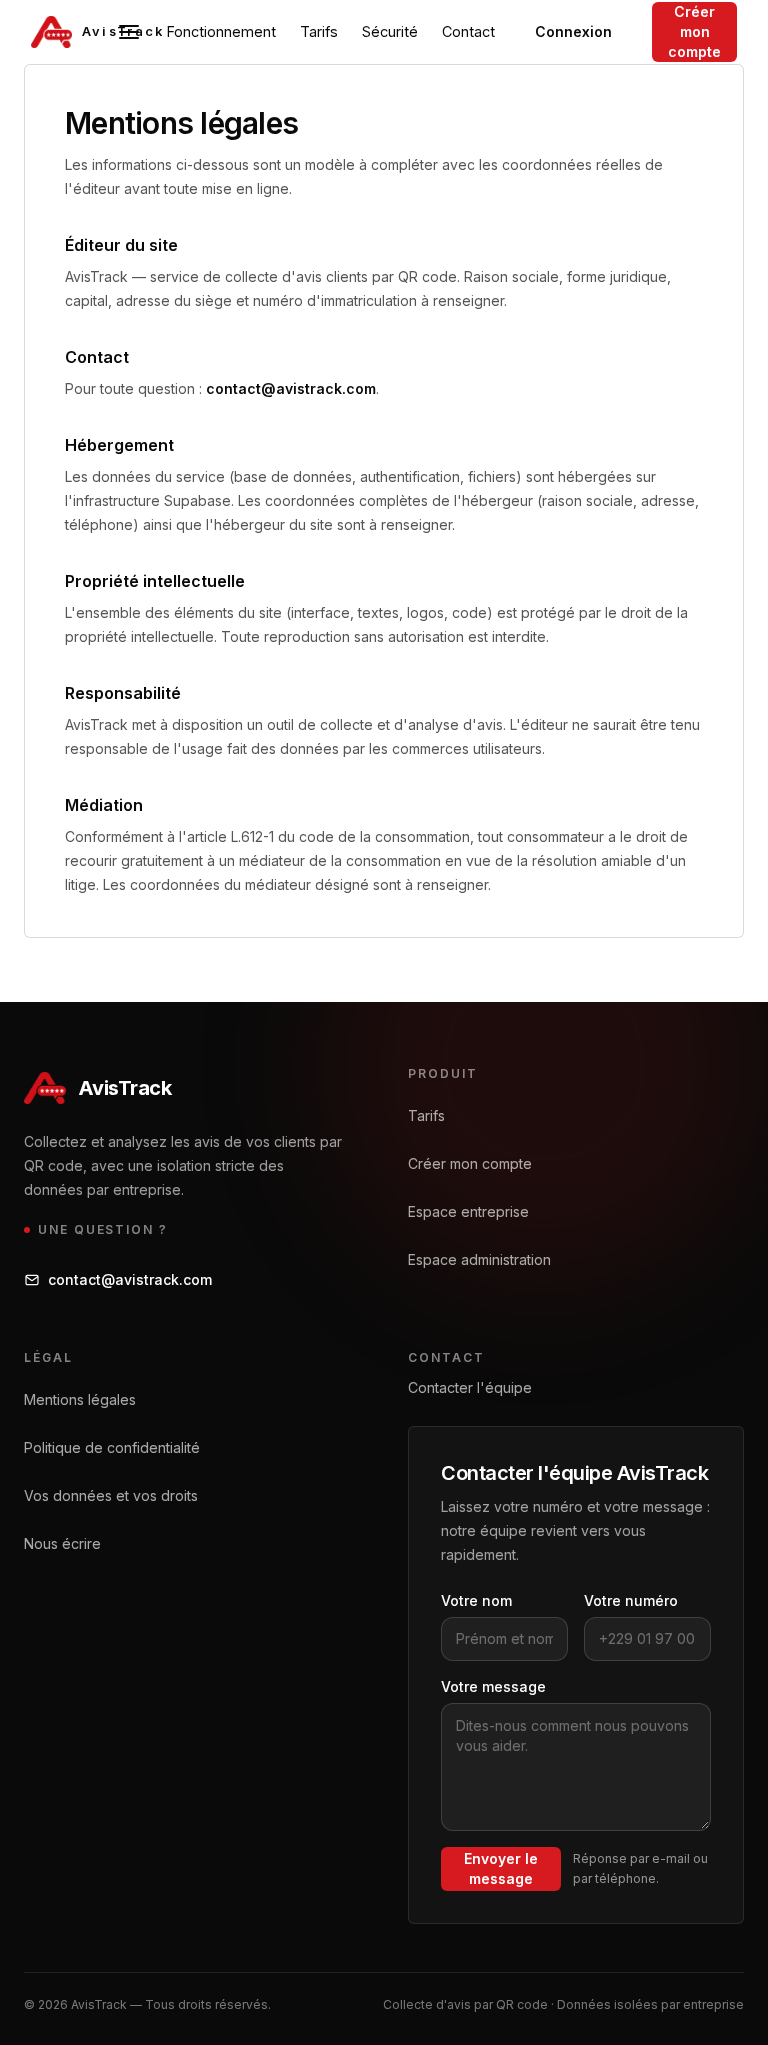 AvisTrack
Fonctionnement
Tarifs
Sécurité
Contact
Connexion
Créer
mon
compte
Mentions légales
Les informations ci-dessous sont un modèle à compléter avec les coordonnées réelles de
l'éditeur avant toute mise en ligne.
Éditeur du site
AvisTrack — service de collecte d'avis clients par QR code. Raison sociale, forme juridique,
capital, adresse du siège et numéro d'immatriculation à renseigner.
Contact
Pour toute question : contact@avistrack.com.
Hébergement
Les données du service (base de données, authentification, fichiers) sont hébergées sur
l'infrastructure Supabase. Les coordonnées complètes de l'hébergeur (raison sociale, adresse,
téléphone) ainsi que l'hébergeur du site sont à renseigner.
Propriété intellectuelle
L'ensemble des éléments du site (interface, textes, logos, code) est protégé par le droit de la
propriété intellectuelle. Toute reproduction sans autorisation est interdite.
Responsabilité
AvisTrack met à disposition un outil de collecte et d'analyse d'avis. L'éditeur ne saurait être tenu
responsable de l'usage fait des données par les commerces utilisateurs.
Médiation
Conformément à l'article L.612-1 du code de la consommation, tout consommateur a le droit de
recourir gratuitement à un médiateur de la consommation en vue de la résolution amiable d'un
litige. Les coordonnées du médiateur désigné sont à renseigner.
AvisTrack
Collectez et analysez les avis de vos clients par
QR code, avec une isolation stricte des
données par entreprise.
UNE QUESTION ?
contact@avistrack.com
PRODUIT
Tarifs
Créer mon compte
Espace entreprise
Espace administration
LÉGAL
Mentions légales
Politique de confidentialité
Vos données et vos droits
Nous écrire
CONTACT
Contacter l'équipe
Contacter l'équipe AvisTrack
Laissez votre numéro et votre message :
notre équipe revient vers vous
rapidement.
Votre nom
Prénom et nom
Votre numéro
+229 01 97 00
Votre message
Dites-nous comment nous pouvons
vous aider.
Envoyer le
message
Réponse par e-mail ou
par téléphone.
© 2026 AvisTrack — Tous droits réservés.
Collecte d'avis par QR code · Données isolées par entreprise